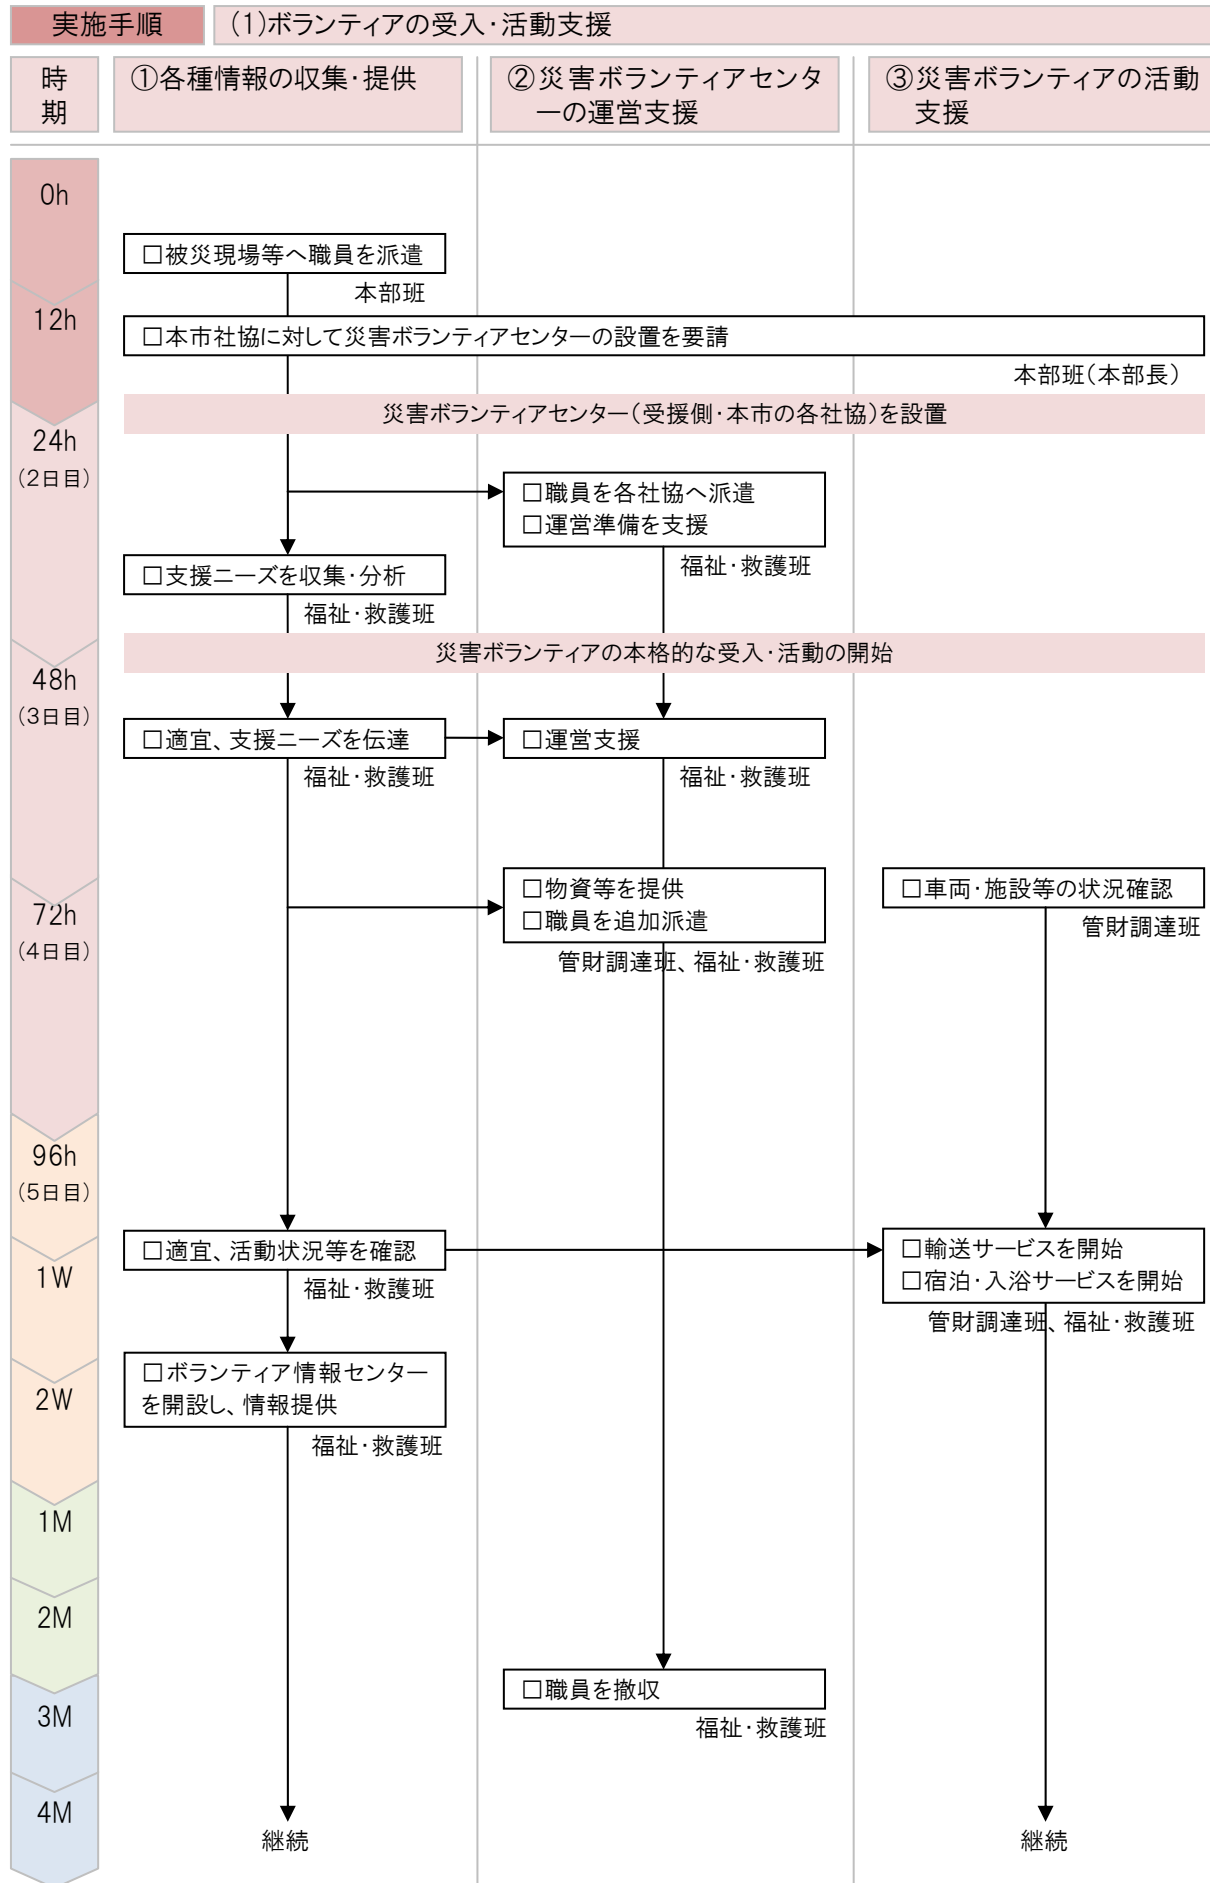 実施手順
(1)ボランティアの受入・活動支援
時
期
①各種情報の収集・提供
②災害ボランティアセンタ
ーの運営支援
③災害ボランティアの活動
支援
0h
□被災現場等へ職員を派遣
本部班
12h
□本市社協に対して災害ボランティアセンターの設置を要請
本部班(本部長)
災害ボランティアセンター(受援側・本市の各社協)を設置
24h
(2日目)
□職員を各社協へ派遣
□運営準備を支援
福祉・救護班
□支援ニーズを収集・分析
福祉・救護班
災害ボランティアの本格的な受入・活動の開始
48h
(3日目)
□適宜、支援ニーズを伝達
福祉・救護班
□運営支援
福祉・救護班
72h
(4日目)
□物資等を提供
□職員を追加派遣
管財調達班、福祉・救護班
□車両・施設等の状況確認
管財調達班
96h
(5日目)
□適宜、活動状況等を確認
福祉・救護班
□輸送サービスを開始
□宿泊・入浴サービスを開始
管財調達班、福祉・救護班
1W
□ボランティア情報センター
を開設し、情報提供
福祉・救護班
2W
1M
2M
□職員を撤収
福祉・救護班
3M
4M
継続
継続